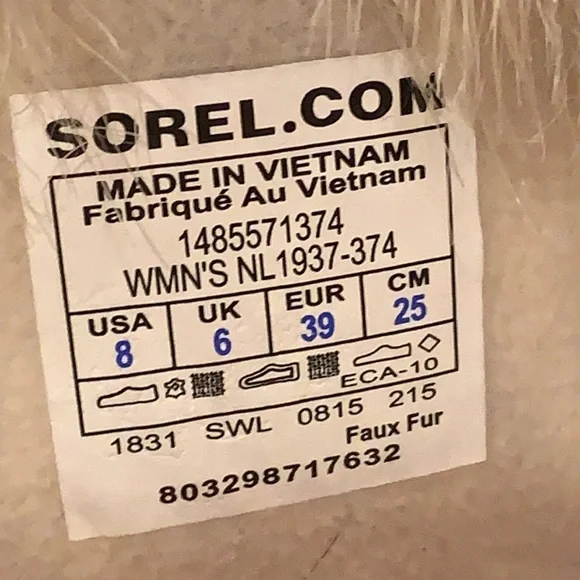 SOREL.COM
MADE IN VIETNAM
Fabriqué Au Vietnam
1485571374
WMN'S NL1937-374
USA UK EUR CM
8 6 39 25
ECA-10
1831 SWL 0815 215
Faux Fur
803298717632